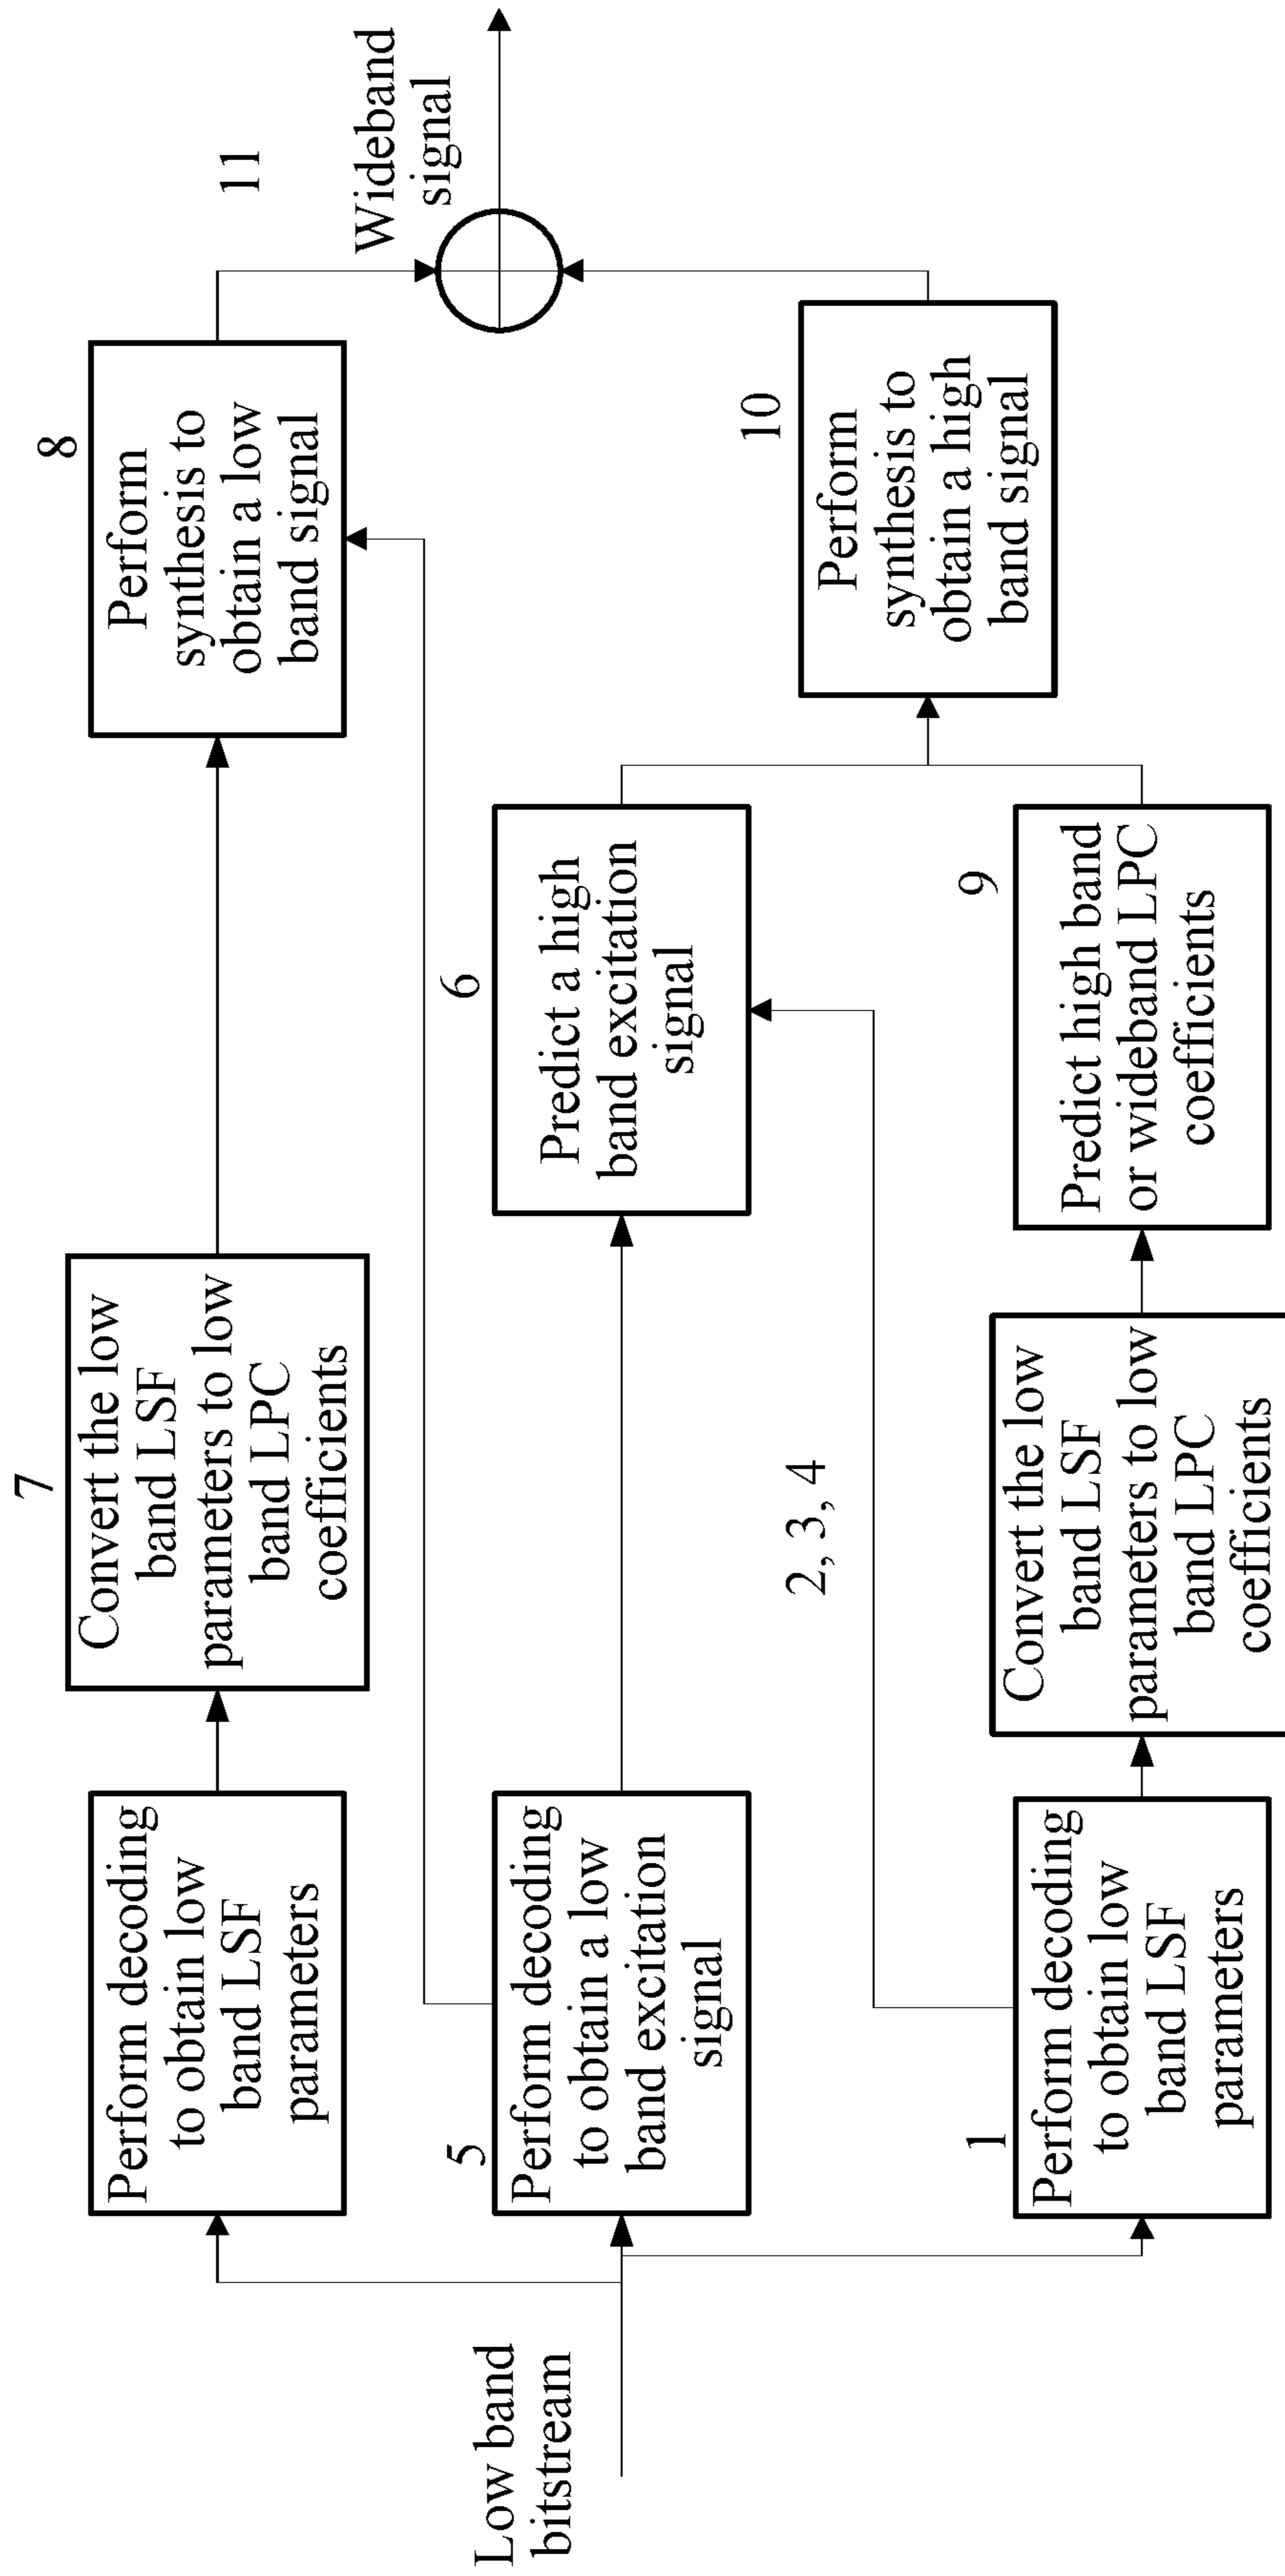 7
8
11
Perform decoding
to obtain low
band LSF
parameters
Convert the low
band LSF
parameters to low
band LPC
coefficients
Perform
synthesis to
obtain a low
band signal
Wideband
signal
Low band
bitstream
5
6
Perform decoding
to obtain a low
band excitation
signal
Predict a high
band excitation
signal
10
Perform
synthesis to
obtain a high
band signal
2, 3, 4
1
9
Perform decoding
to obtain low
band LSF
parameters
Convert the low
band LSF
parameters to low
band LPC
coefficients
Predict high band
or wideband LPC
coefficients